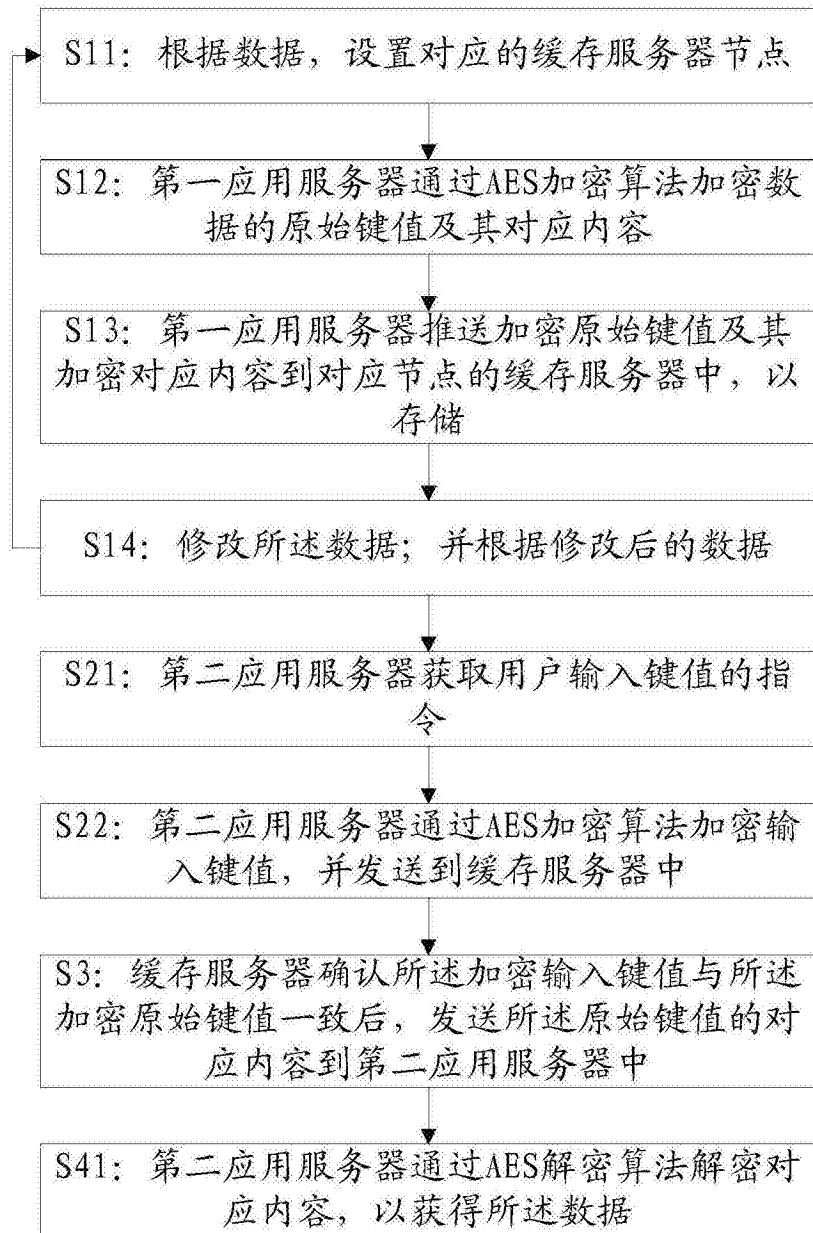 S11：根据数据，设置对应的缓存服务器节点
S12：第一应用服务器通过AES加密算法加密数
据的原始键值及其对应内容
S13：第一应用服务器推送加密原始键值及其
加密对应内容到对应节点的缓存服务器中，以
存储
S14：修改所述数据；并根据修改后的数据
S21：第二应用服务器获取用户输入键值的指
令
S22：第二应用服务器通过AES加密算法加密输
入键值，并发送到缓存服务器中
S3：缓存服务器确认所述加密输入键值与所述
加密原始键值一致后，发送所述原始键值的对
应内容到第二应用服务器中
S41：第二应用服务器通过AES解密算法解密对
应内容，以获得所述数据